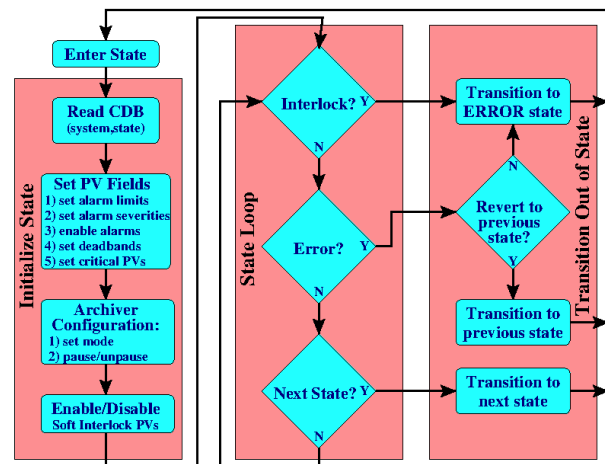 Enter State
Initialize State
Read CDB
(system,state)
Set PV Fields
1) set alarm limits
2) set alarm severities
3) enable alarms
4) set deadbands
5) set critical PVs
Archiver
Configuration:
1) set mode
2) pause/unpause
Enable/Disable
Soft Interlock PVs
State Loop
Interlock?
Y
N
Error?
Y
N
Next State?
Y
N
Transition Out of State
Transition to
ERROR state
N
Revert to
previous
state?
Y
Transition to
previous state
Transition to
next state